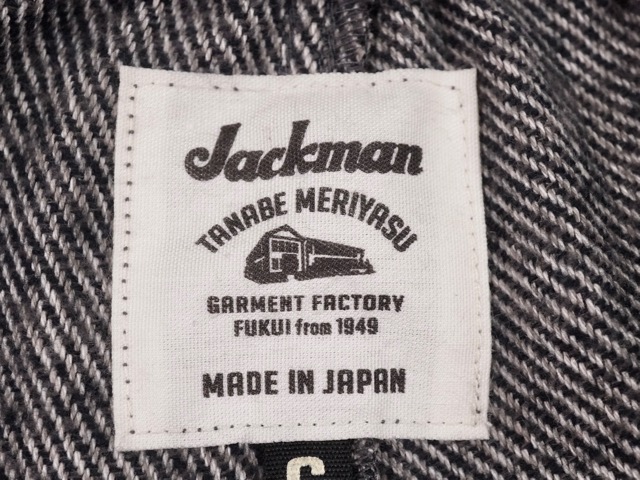 Jackman
TANABE MERIYASU
GARMENT FACTORY
FUKUI from 1949
MADE IN JAPAN